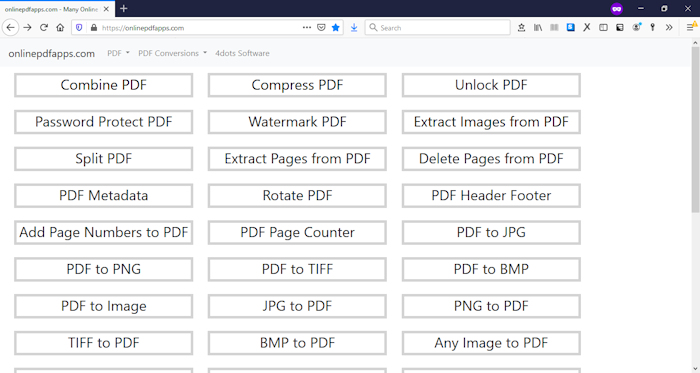 onlinepdfapps.com - Many Online
https://onlinepdfapps.com
Search
onlinepdfapps.com PDF PDF Conversions 4dots Software
Combine PDF Compress PDF Unlock PDF
Password Protect PDF Watermark PDF Extract Images from PDF
Split PDF Extract Pages from PDF Delete Pages from PDF
PDF Metadata Rotate PDF PDF Header Footer
Add Page Numbers to PDF PDF Page Counter PDF to JPG
PDF to PNG PDF to TIFF PDF to BMP
PDF to Image JPG to PDF PNG to PDF
TIFF to PDF BMP to PDF Any Image to PDF